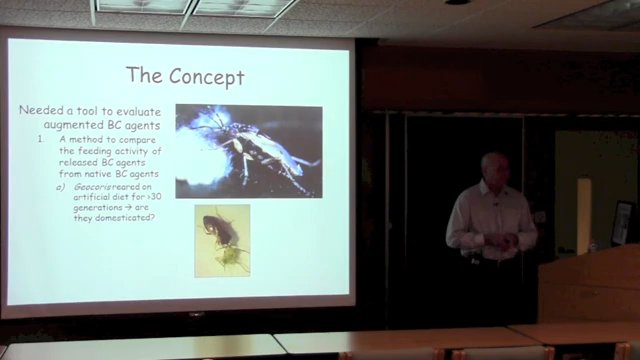 The Concept
Needed a tool to evaluate
augmented BC agents
1. A method to compare
the feeding activity of
released BC agents
from native BC agents
a) Geocoris reared on
artificial diet for >30
generations → are
they domesticated?